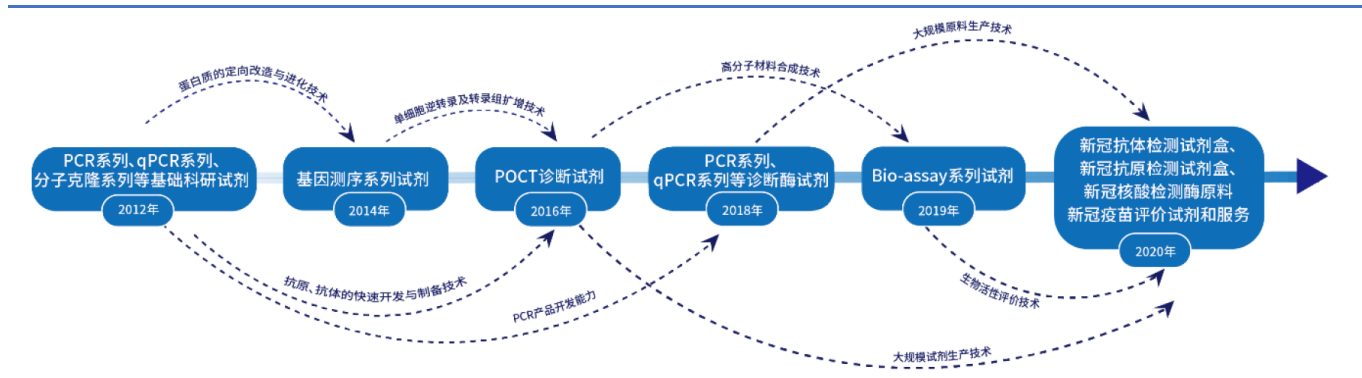 大规模原料生产技术
高分子材料合成技术
蛋白质的定向改造与进化技术
单细胞逆转录及转录组扩增技术
PCR系列、qPCR系列、
分子克隆系列等基础科研试剂
2012年
基因测序系列试剂
2014年
POCT诊断试剂
2016年
PCR系列、
qPCR系列等诊断酶试剂
2018年
Bio-assay系列试剂
2019年
新冠抗体检测试剂盒、
新冠抗原检测试剂盒、
新冠核酸检测酶原料
新冠疫苗评价试剂和服务
2020年
抗原、抗体的快速开发与制备技术
PCR产品开发能力
生物活性评价技术
大规模试剂生产技术